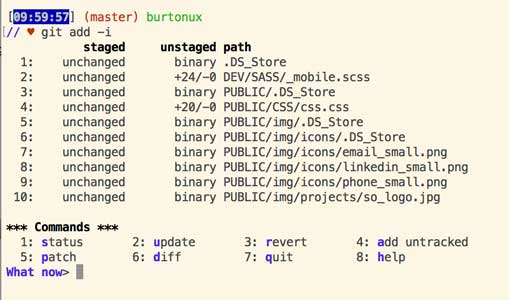 [09:59:57] (master) burtonux
// ♥ git add -i
staged unstaged path
1: unchanged binary .DS_Store
2: unchanged +24/-0 DEV/SASS/_mobile.scss
3: unchanged binary PUBLIC/.DS_Store
4: unchanged +20/-0 PUBLIC/CSS/css.css
5: unchanged binary PUBLIC/img/.DS_Store
6: unchanged binary PUBLIC/img/icons/.DS_Store
7: unchanged binary PUBLIC/img/icons/email_small.png
8: unchanged binary PUBLIC/img/icons/linkedin_small.png
9: unchanged binary PUBLIC/img/icons/phone_small.png
10: unchanged binary PUBLIC/img/projects/so_logo.jpg
*** Commands ***
1: status 2: update 3: revert 4: add untracked
5: patch 6: diff 7: quit 8: help
What now>